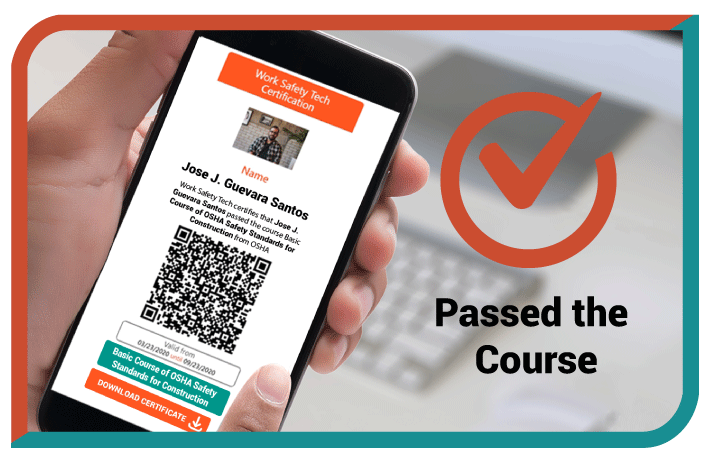 Work Safety Tech
Certification
Name
Jose J. Guevara Santos
Work Safety Tech certifies that Jose J.
Guevara Santos passed the course Basic
Course of OSHA Safety Standards for
Construction from OSHA
Valid from
03/23/2020 until 09/23/2020
Basic Course of OSHA Safety
Standards for Construction
DOWNLOAD CERTIFICATE
Passed the
Course